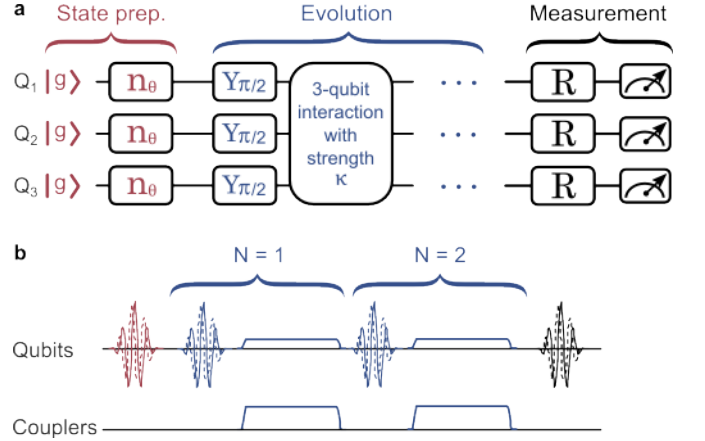 a
State prep. Evolution Measurement
Q₁ |g⟩ nθ Yπ/2 R
Q₂ |g⟩ nθ Yπ/2 R
Q₃ |g⟩ nθ Yπ/2 R
3-qubit
interaction
with
strength
κ
· · ·
· · ·
· · ·
b
N = 1 N = 2
Qubits
Couplers